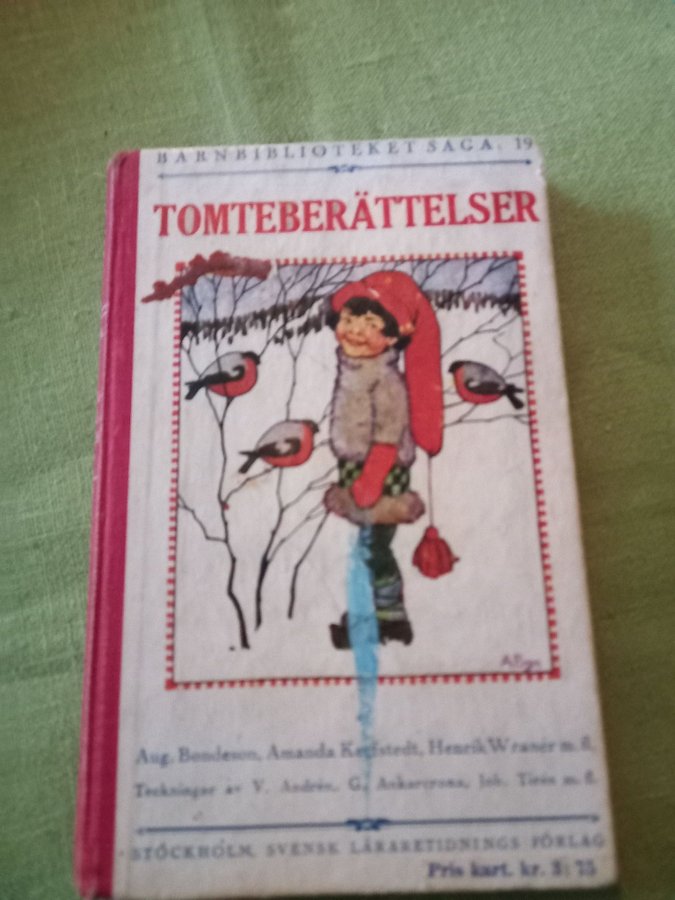 BARNBIBLIOTEKET SAGA. 19
TOMTEBERÄTTELSER
Aug. Bondeson, Amanda Kerfstedt, Henrik Wranér m. fl.
Teckningar av V. Andrén, G. Ankarcrona, Joh. Tirén m. fl.
STOCKHOLM, SVENSK LÄRARETIDNINGS FÖRLAG
Pris kart. kr. 3: 75